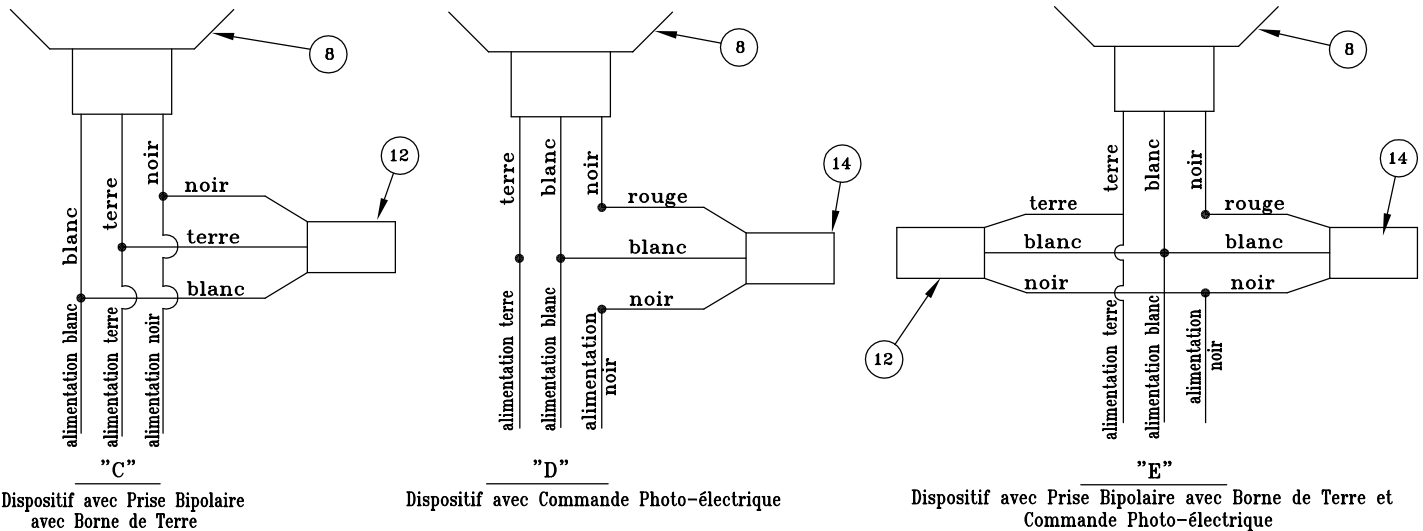 8
12
blanc
terre
noir
noir
terre
blanc
alimentation blanc
alimentation terre
alimentation noir
"C"
Dispositif avec Prise Bipolaire
avec Borne de Terre
8
14
terre
blanc
noir
rouge
blanc
noir
alimentation terre
alimentation blanc
alimentation
noir
"D"
Dispositif avec Commande Photo-électrique
8
14
12
terre
blanc
noir
terre
blanc
noir
rouge
blanc
noir
alimentation terre
alimentation blanc
alimentation
noir
"E"
Dispositif avec Prise Bipolaire avec Borne de Terre et
Commande Photo-électrique